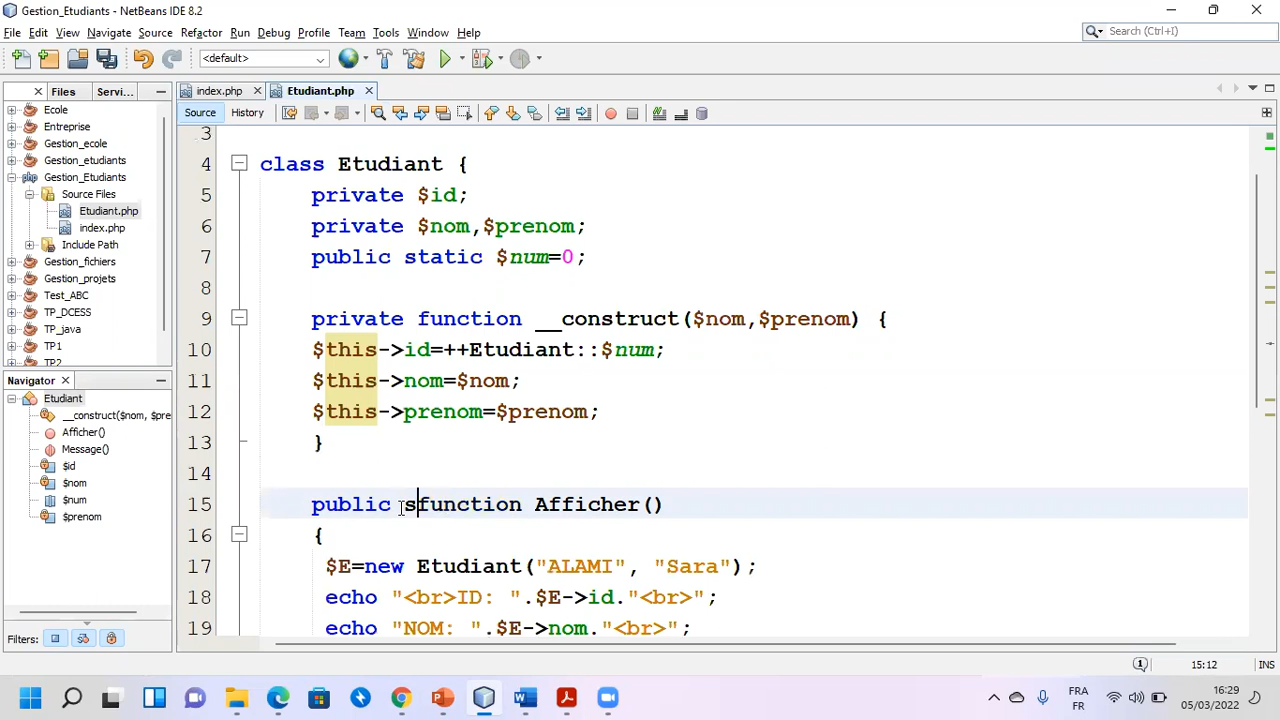 Gestion_Etudiants - NetBeans IDE 8.2
File Edit View Navigate Source Refactor Run Debug Profile Team Tools Window Help
Search (Ctrl+I)
<default>
Files Servi...
index.php Etudiant.php
Source History
Ecole
Entreprise
Gestion_ecole
Gestion_etudiants
php Gestion_Etudiants
Source Files
Etudiant.php
index.php
Include Path
Gestion_fichiers
Gestion_projets
Test_ABC
TP_DCESS
TP_java
TP1
TP2
Navigator
Etudiant
__construct($nom, $pre
Afficher()
Message()
$id
$nom
$num
$prenom
Filters:
3
4 class Etudiant {
5 private $id;
6 private $nom,$prenom;
7 public static $num=0;
8
9 private function __construct($nom,$prenom) {
10 $this->id=++Etudiant::$num;
11 $this->nom=$nom;
12 $this->prenom=$prenom;
13 }
14
15 public sfunction Afficher()
16 {
17 $E=new Etudiant("ALAMI", "Sara");
18 echo "<br>ID: ".$E->id."<br>";
19 echo "NOM: ".$E->nom."<br>";
1 15:12 INS
FRA
FR
16:29
05/03/2022